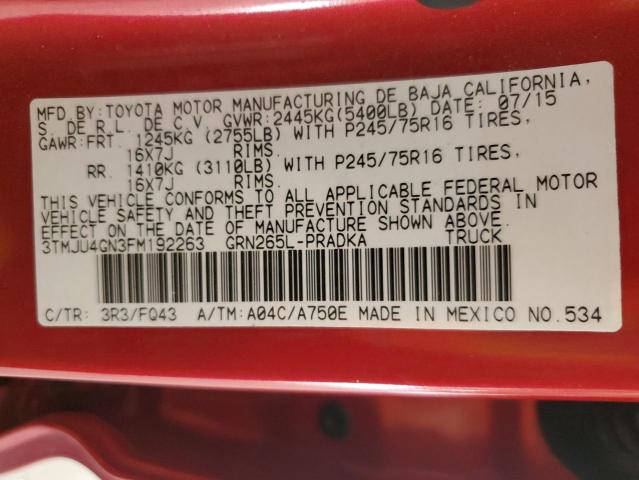 MFD.BY:TOYOTA MOTOR MANUFACTURING DE BAJA CALIFORNIA,
S. DE R.L. DE C.V. GVWR:2445KG(5400LB) DATE: 07/15
GAWR:FRT. 1245KG (2755LB) WITH P245/75R16 TIRES,
16X7J RIMS.
RR. 1410KG (3110LB) WITH P245/75R16 TIRES,
16X7J RIMS.
THIS VEHICLE CONFORMS TO ALL APPLICABLE FEDERAL MOTOR
VEHICLE SAFETY AND THEFT PREVENTION STANDARDS IN
EFFECT ON THE DATE OF MANUFACTURE SHOWN ABOVE.
3TMJU4GN3FM192263 GRN265L-PRADKA TRUCK
C/TR: 3R3/FQ43 A/TM:A04C/A750E MADE IN MEXICO NO.534